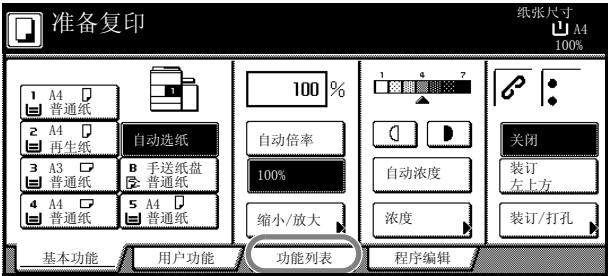 准备复印
纸张尺寸
1 A4
100%
1 A4
普通纸
2 A4
再生纸
3 A3
普通纸
4 A4
普通纸
1
自动选纸
B 手送纸盘
普通纸
5 A4
普通纸
100 %
自动倍率
100%
缩小/放大
1 4 7
自动浓度
浓度
关闭
装订
左上方
装订/打孔
基本功能 用户功能 功能列表 程序编辑